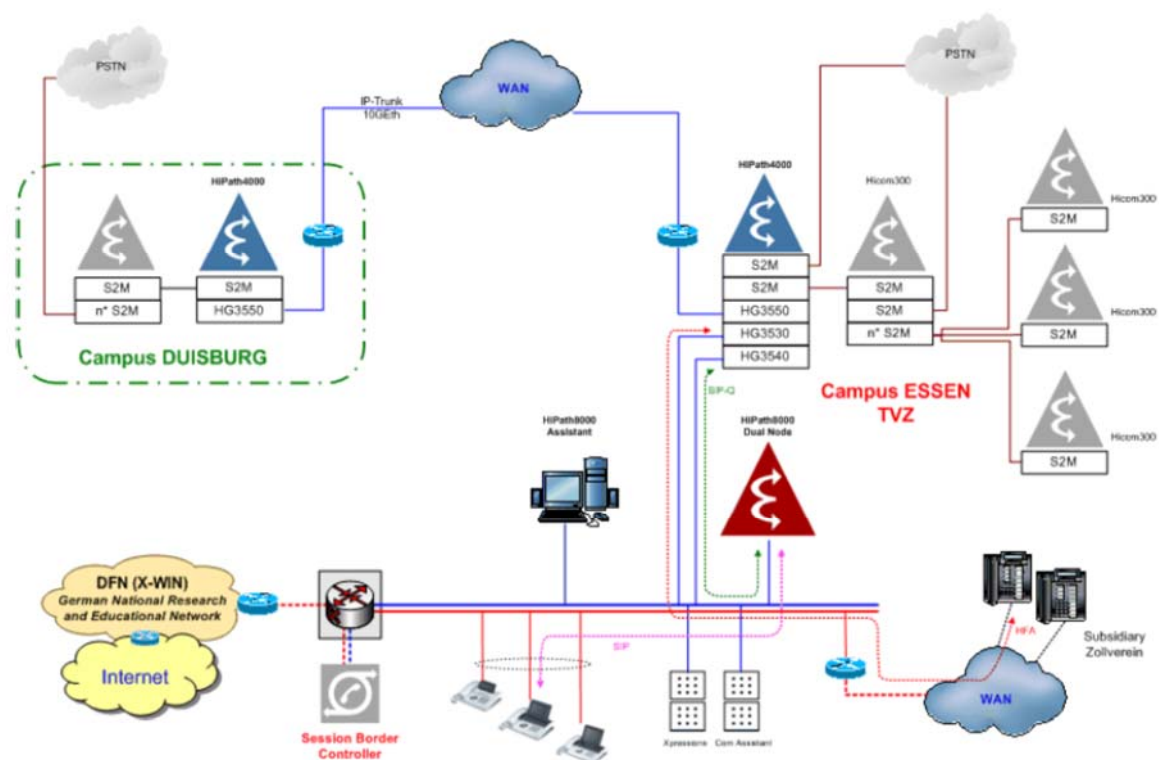 PSTN
WAN
PSTN
IP-Trunk
10GEth
HiPath4000
HiPath4000
Hicom300
Hicom300
S2M
S2M
S2M
n* S2M
HG3550
Campus DUISBURG
S2M
S2M
HG3550
HG3530
HG3540
S2M
S2M
n* S2M
Hicom300
S2M
SIP-Q
Campus ESSEN
TVZ
Hicom300
S2M
HiPath8000
Assistant
HiPath8000
Dual Node
DFN (X-WIN)
German National Research
and Educational Network
Internet
Session Border
Controller
SIP
Xpressions
Com Assistant
HFA
Subsidiary
Zollverein
WAN